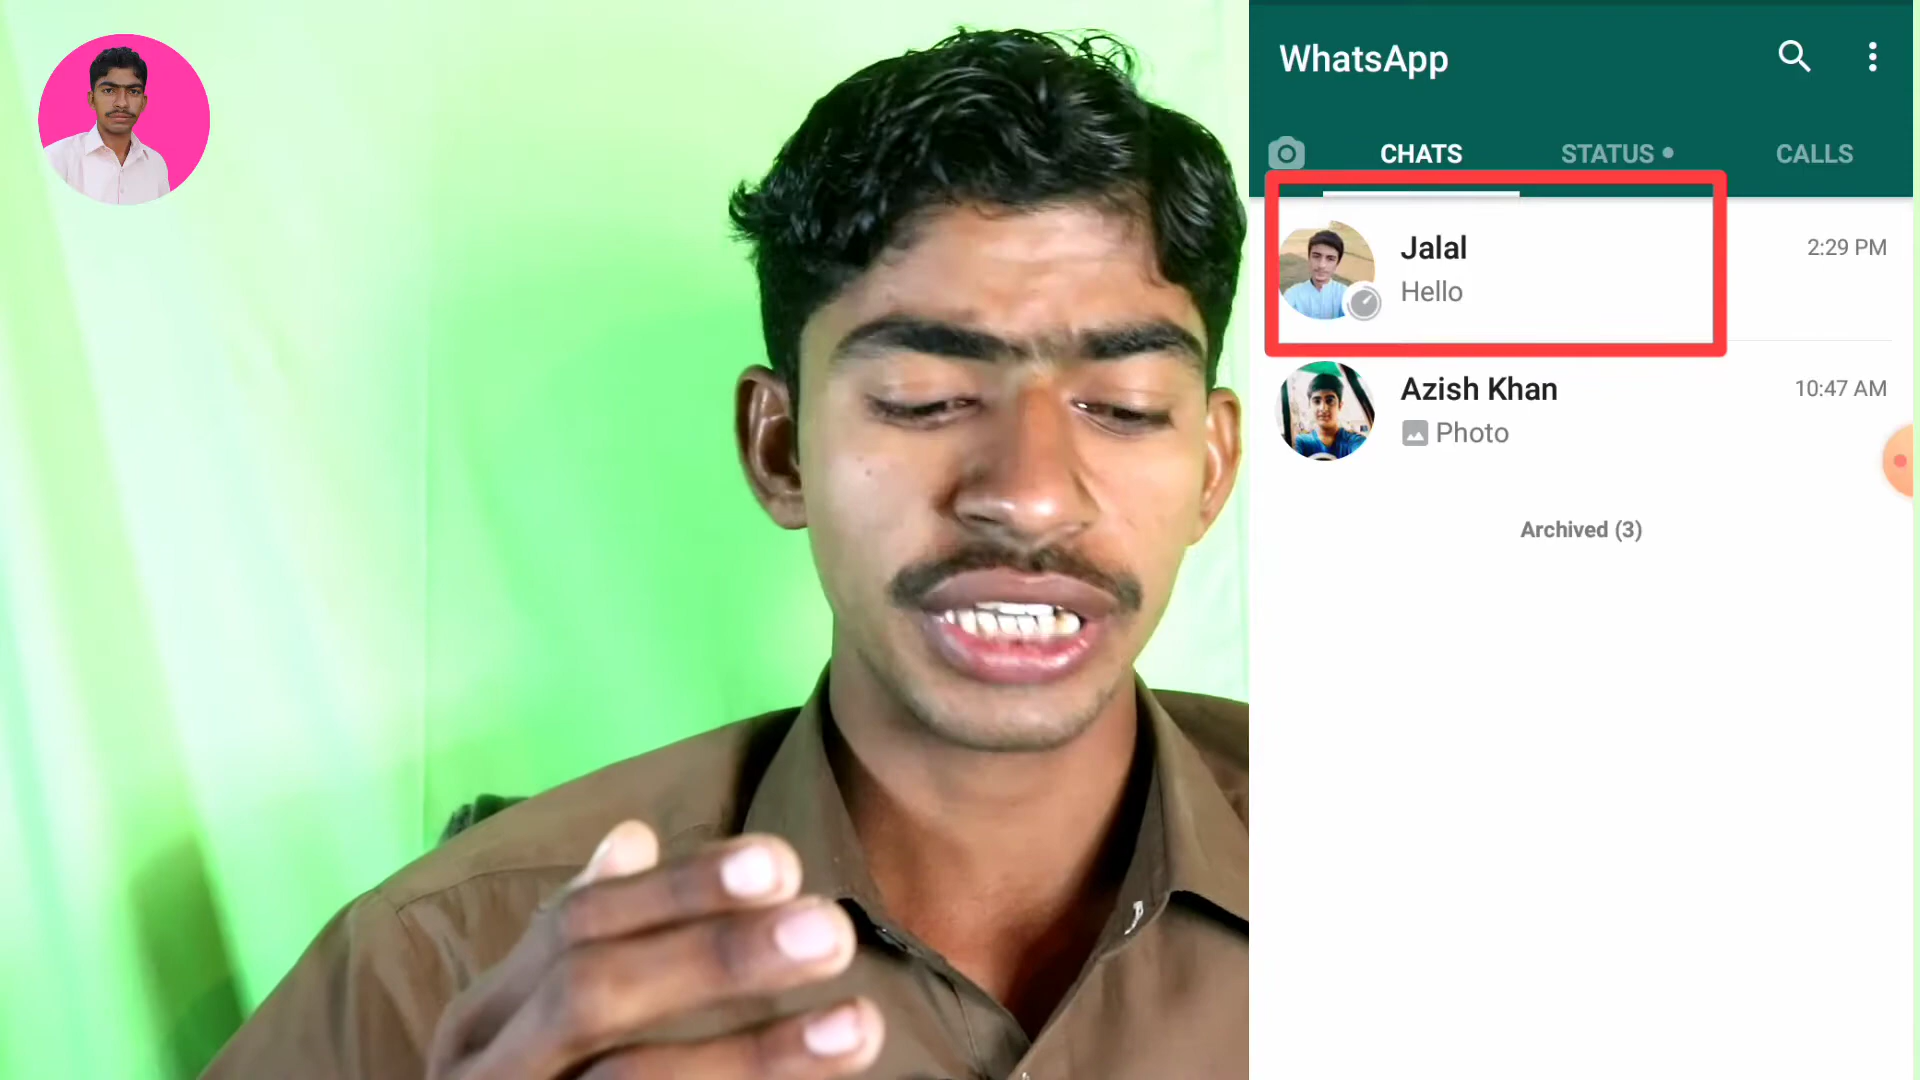 WhatsApp
CHATS
STATUS
CALLS
Jalal
2:29 PM
Hello
Azish Khan
10:47 AM
Photo
Archived (3)